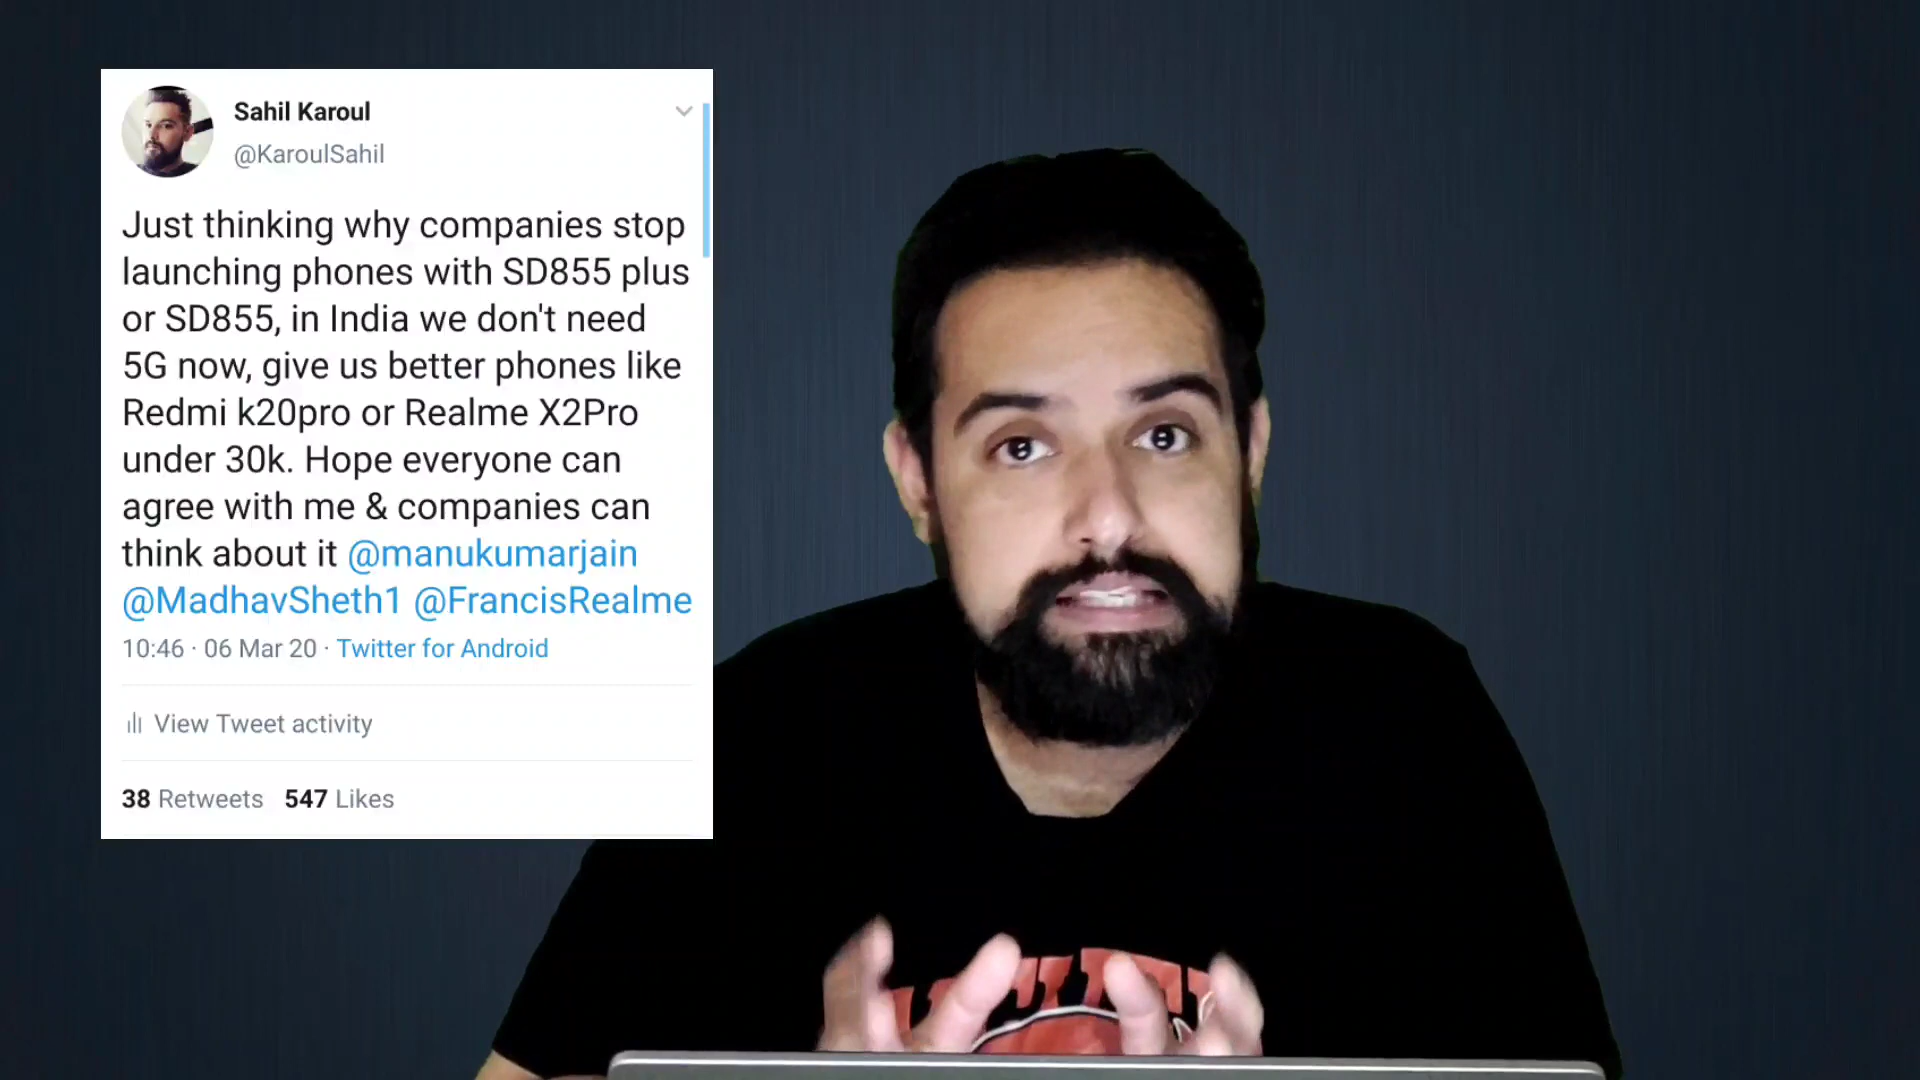 Sahil Karoul
@KaroulSahil
Just thinking why companies stop
launching phones with SD855 plus
or SD855, in India we don't need
5G now, give us better phones like
Redmi k20pro or Realme X2Pro
under 30k. Hope everyone can
agree with me & companies can
think about it @manukumarjain
@MadhavSheth1 @FrancisRealme
10:46 · 06 Mar 20 · Twitter for Android
View Tweet activity
38 Retweets 547 Likes